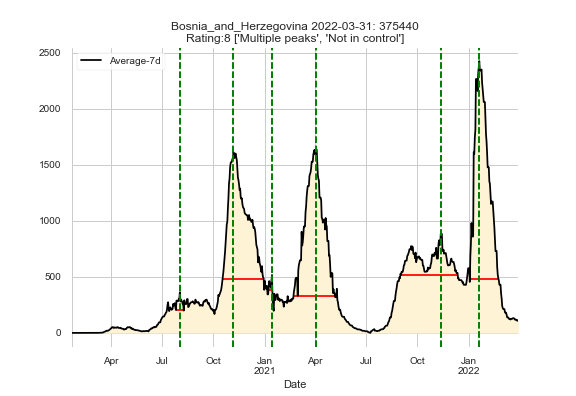 Bosnia_and_Herzegovina 2022-03-31: 375440
Rating:8 ['Multiple peaks', 'Not in control']
Average-7d
2500
2000
1500
1000
500
0
Apr Jul Oct Jan Apr Jul Oct Jan
2021 2022
Date